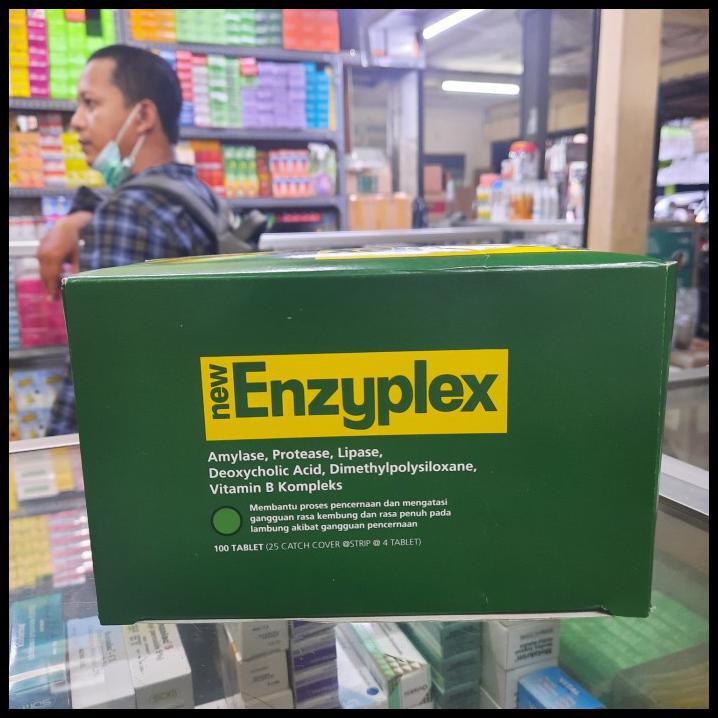 new Enzyplex
Amylase, Protease, Lipase,
Deoxycholic Acid, Dimethylpolysiloxane,
Vitamin B Kompleks
Membantu proses pencernaan dan mengatasi
gangguan rasa kembung dan rasa penuh pada
lambung akibat gangguan pencernaan
100 TABLET (25 CATCH COVER @STRIP @ 4 TABLET)